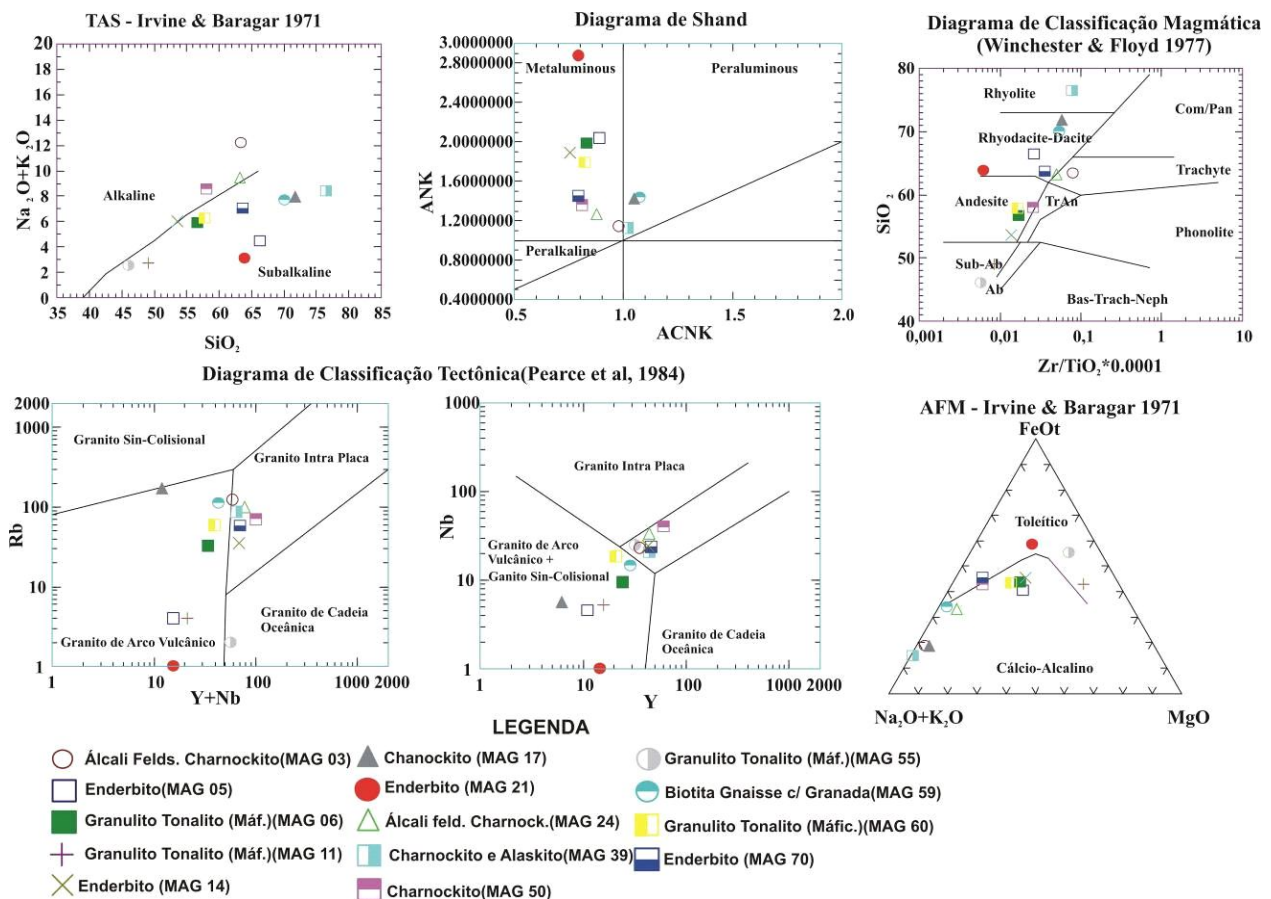 TAS - Irvine & Baragar 1971
20
18
16
14
12
10
8
6
4
2
0
Na₂O+K₂O
Alkaline
Subalkaline
35 45 55 65 75 85
SiO₂
Diagrama de Shand
3.0000000
2.8000000
2.4000000
2.0000000
1.6000000
1.2000000
0.8000000
0.4000000
ANK
Metaluminous
Peraluminous
Peralkaline
0.5 1.0 1.5 2.0
ACNK
Diagrama de Classificação Magmática
(Winchester & Floyd 1977)
80
70
60
50
40
SiO₂
Rhyolite
Com/Pan
Rhyodacite-Dacite
Trachyte
Andesite
TrAn
Phonolite
Sub-Ab
Ab
Bas-Trach-Neph
0,001 0,01 0,1 1 10
Zr/TiO₂*0.0001
Diagrama de Classificação Tectônica(Pearce et al, 1984)
2000
1000
100
10
1
Rb
Granito Sin-Colisional
Granito Intra Placa
Granito de Arco Vulcânico
Granito de Cadeia
Oceânica
1 10 100 1000 2000
Y+Nb
1000
100
10
1
Nb
Granito Intra Placa
Granito de Arco
Vulcânico +
Ganito Sin-Colisional
Granito de Cadeia
Oceânica
1 10 100 1000 2000
Y
AFM - Irvine & Baragar 1971
FeOt
Toleítico
Cálcio-Alcalino
Na₂O+K₂O
MgO
LEGENDA
Álcali Felds. Charnockito(MAG 03)
Enderbito(MAG 05)
Granulito Tonalito (Máf.)(MAG 06)
Granulito Tonalito (Máf.)(MAG 11)
Enderbito (MAG 14)
Chanockito (MAG 17)
Enderbito (MAG 21)
Álcali feld. Charnock.(MAG 24)
Charnockito e Alaskito(MAG 39)
Charnockito(MAG 50)
Granulito Tonalito (Máf.)(MAG 55)
Biotita Gnaisse c/ Granada(MAG 59)
Granulito Tonalito (Máfic.)(MAG 60)
Enderbito (MAG 70)